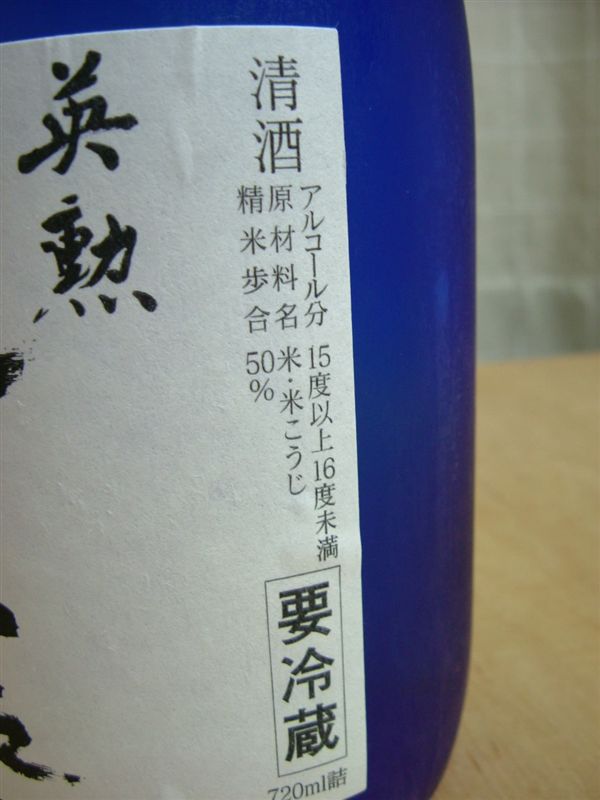 清酒
アルコール分 15度以上16度未満
原材料名 米・米こうじ
精米歩合 50%
要冷蔵
720ml詰
英勲